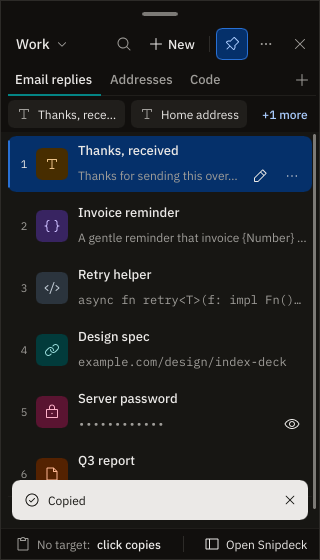 Work
New
Email replies Addresses Code
Thanks, rece... Home address +1 more
1 Thanks, received
Thanks for sending this over...
2 Invoice reminder
A gentle reminder that invoice {Number} ...
3 Retry helper
async fn retry<T>(f: impl Fn()...
4 Design spec
example.com/design/index-deck
5 Server password
••••••••••••
6 Q3 report
Copied
No target: click copies Open Snipdeck